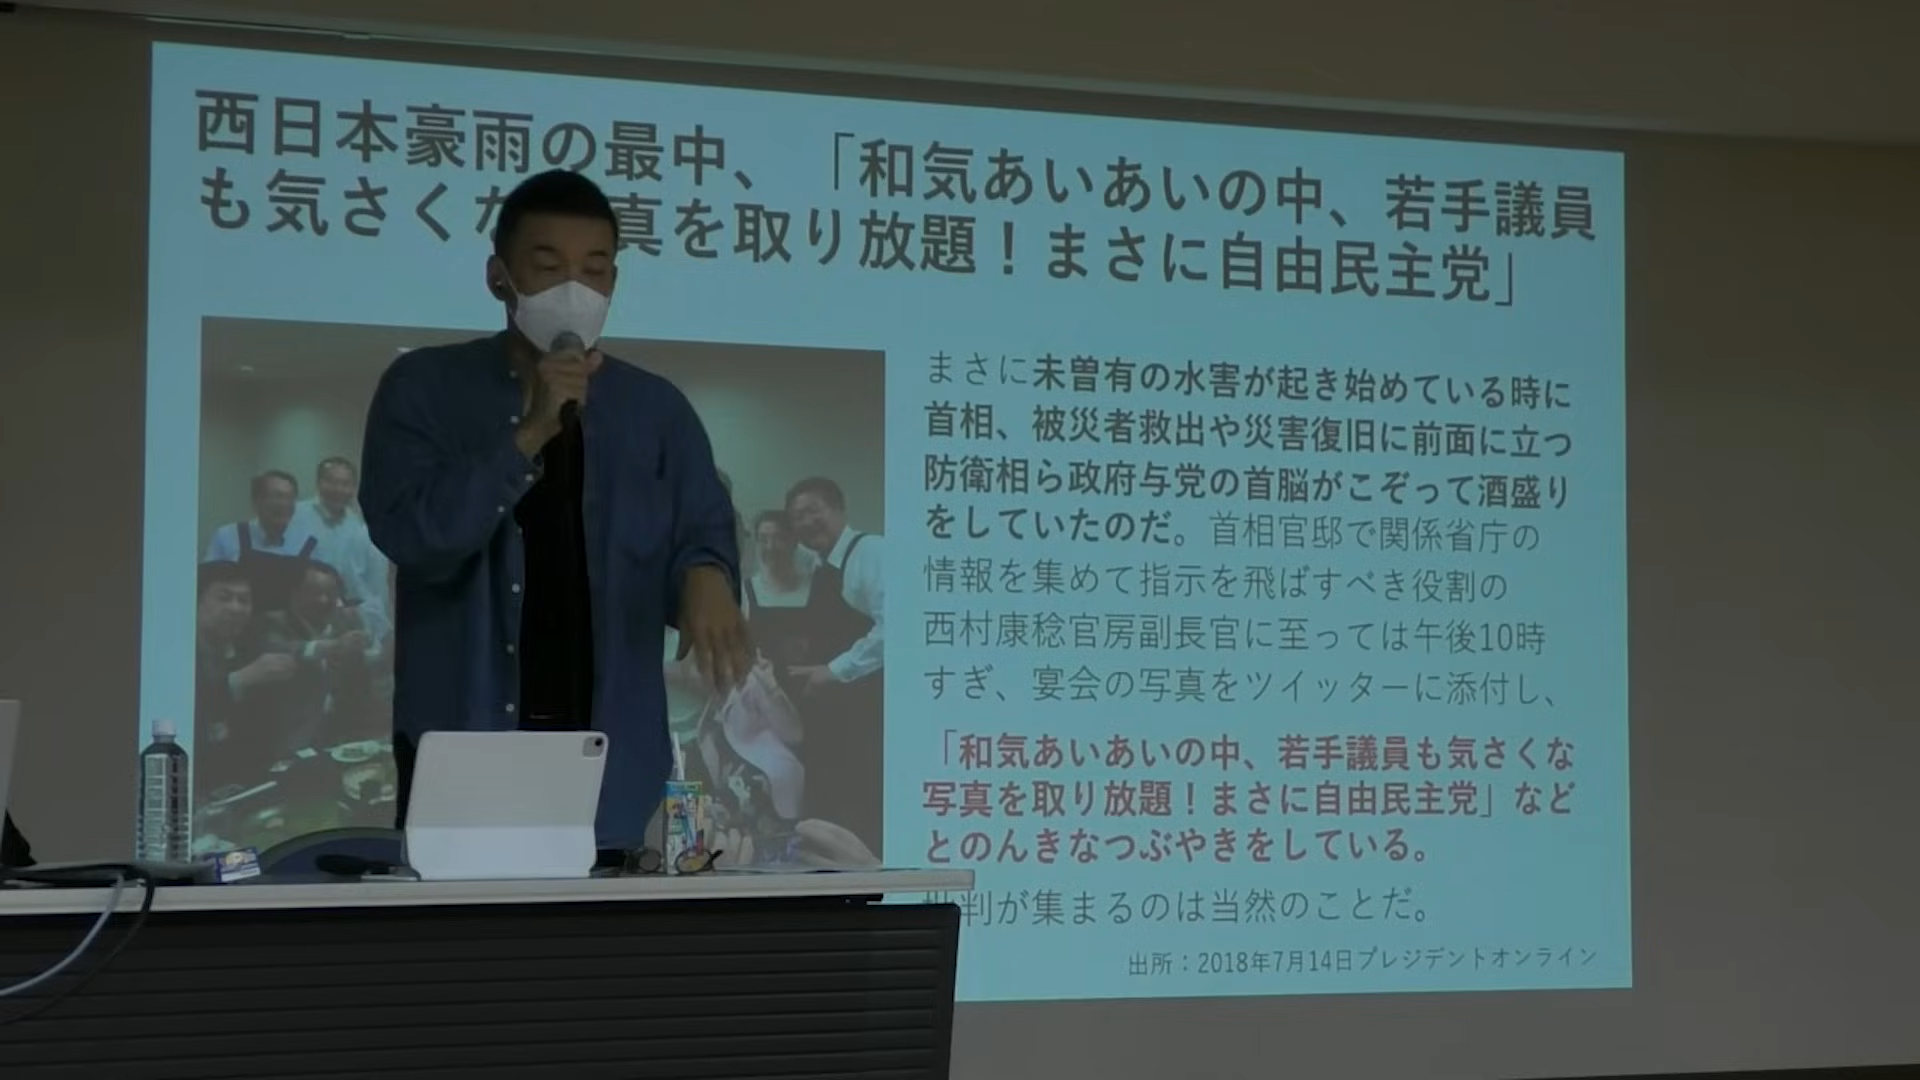 西日本豪雨の最中、「和気あいあいの中、若手議員
も気さくな 真を取り放題！まさに自由民主党」
まさに未曽有の水害が起き始めている時に
首相、被災者救出や災害復旧に前面に立つ
防衛相ら政府与党の首脳がこぞって酒盛り
をしていたのだ。首相官邸で関係省庁の
情報を集めて指示を飛ばすべき役割の
西村康稔官房副長官に至っては午後10時
すぎ、宴会の写真をツイッターに添付し、
「和気あいあいの中、若手議員も気さくな
写真を取り放題！まさに自由民主党」など
とのんきなつぶやきをしている。
批判が集まるのは当然のことだ。
出所：2018年7月14日プレジデントオンライン